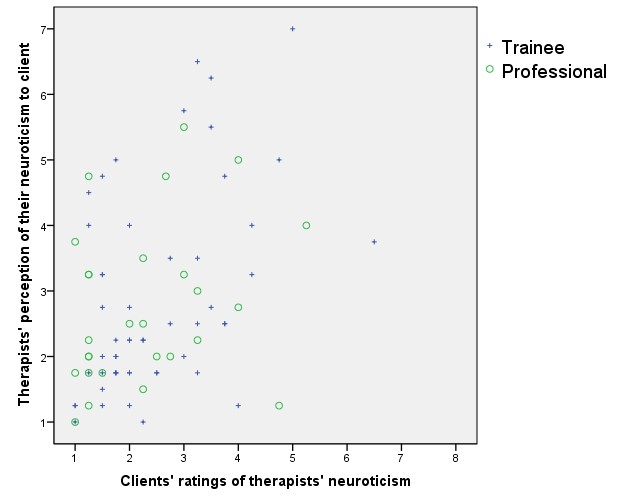 Therapists' perception of their neuroticism to client
7
6
5
4
3
2
1
1 2 3 4 5 6 7 8
Clients' ratings of therapists' neuroticism
Trainee
Professional